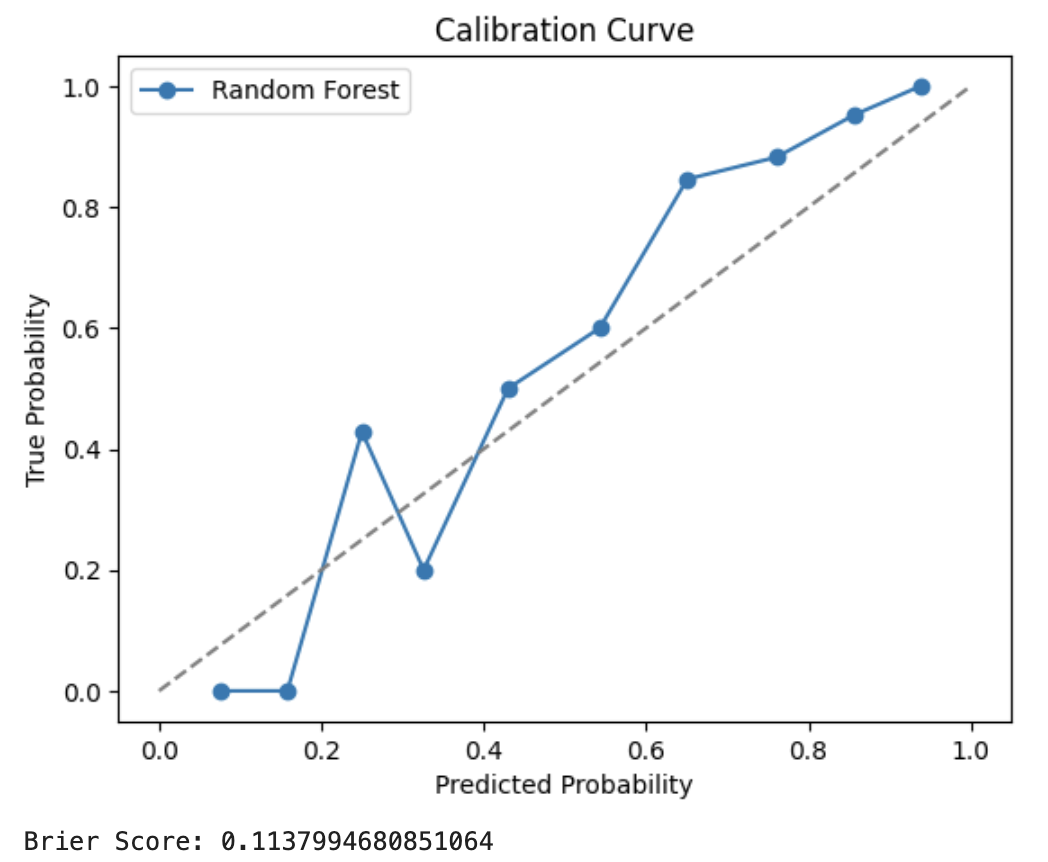 Calibration Curve
Random Forest
1.0
0.8
0.6
0.4
0.2
0.0
True Probability
0.0 0.2 0.4 0.6 0.8 1.0
Predicted Probability
Brier Score: 0.1137994680851064